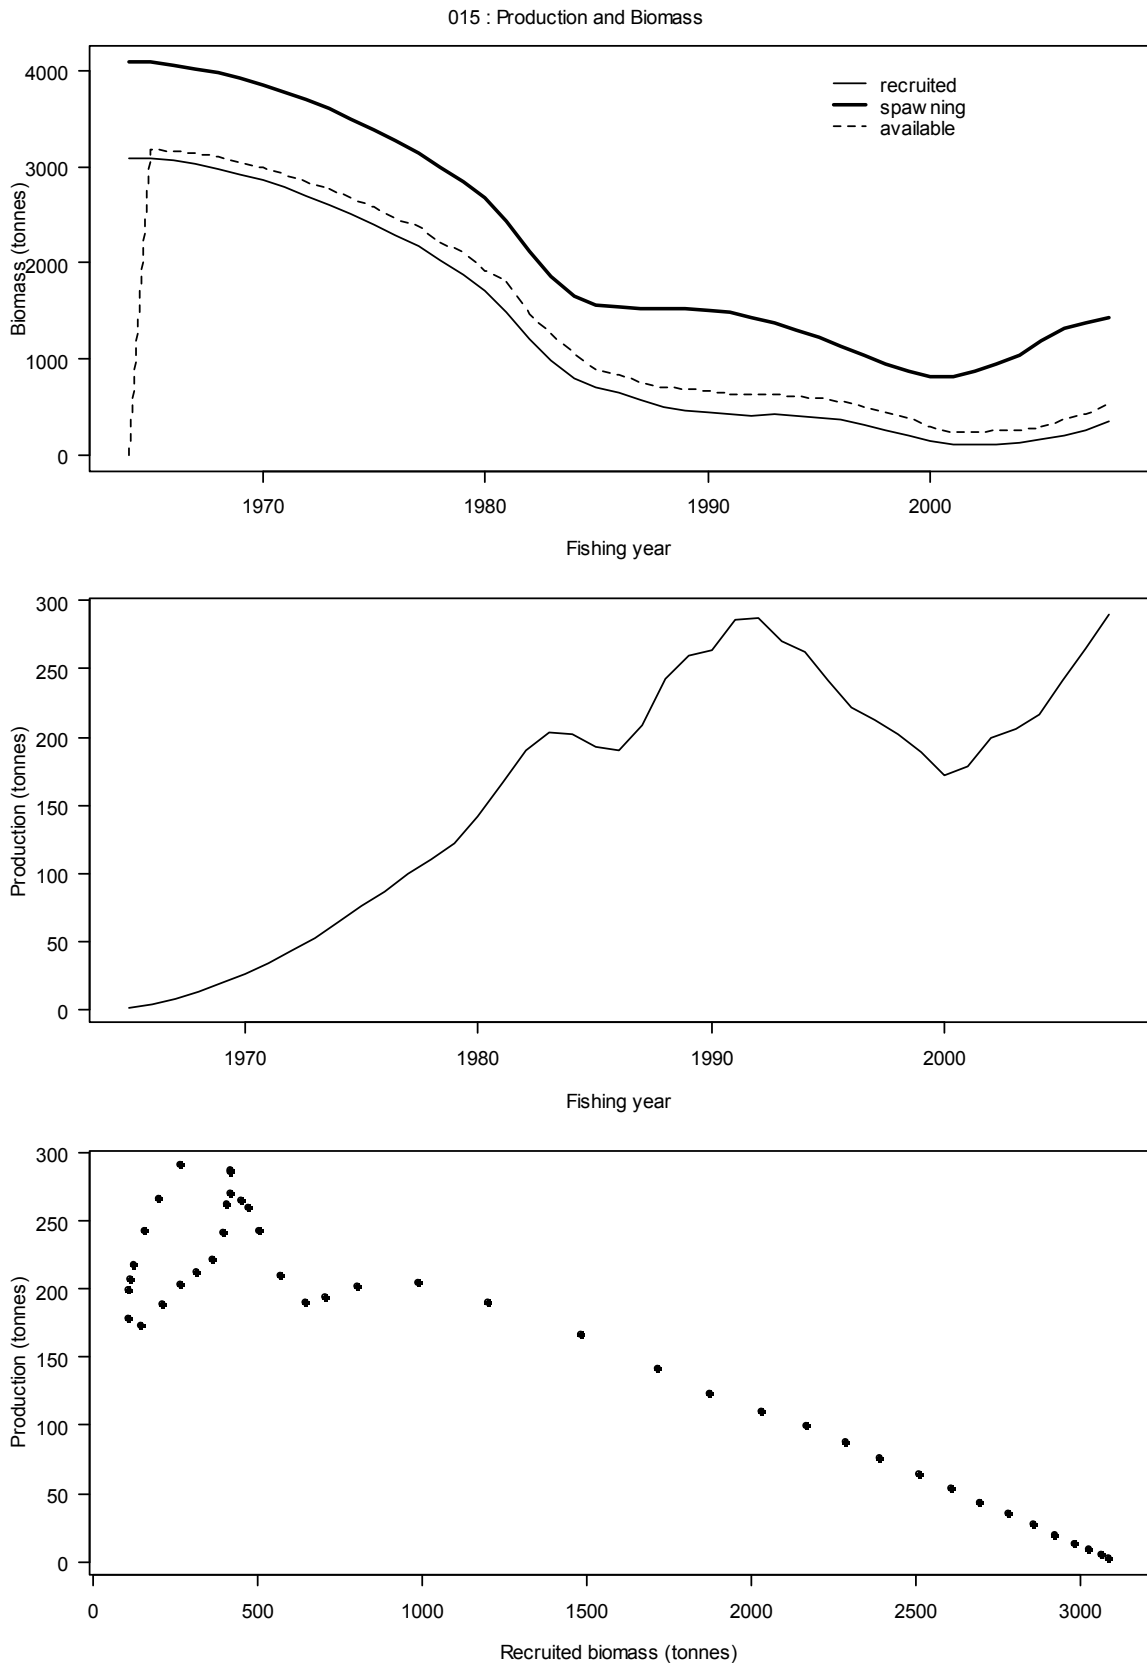 015 : Production and Biomass
Biomass (tonnes)
4000
3000
2000
1000
0
recruited
spawning
available
1970 1980 1990 2000
Fishing year
Production (tonnes)
300
250
200
150
100
50
0
1970 1980 1990 2000
Fishing year
Production (tonnes)
300
250
200
150
100
50
0
0 500 1000 1500 2000 2500 3000
Recruited biomass (tonnes)